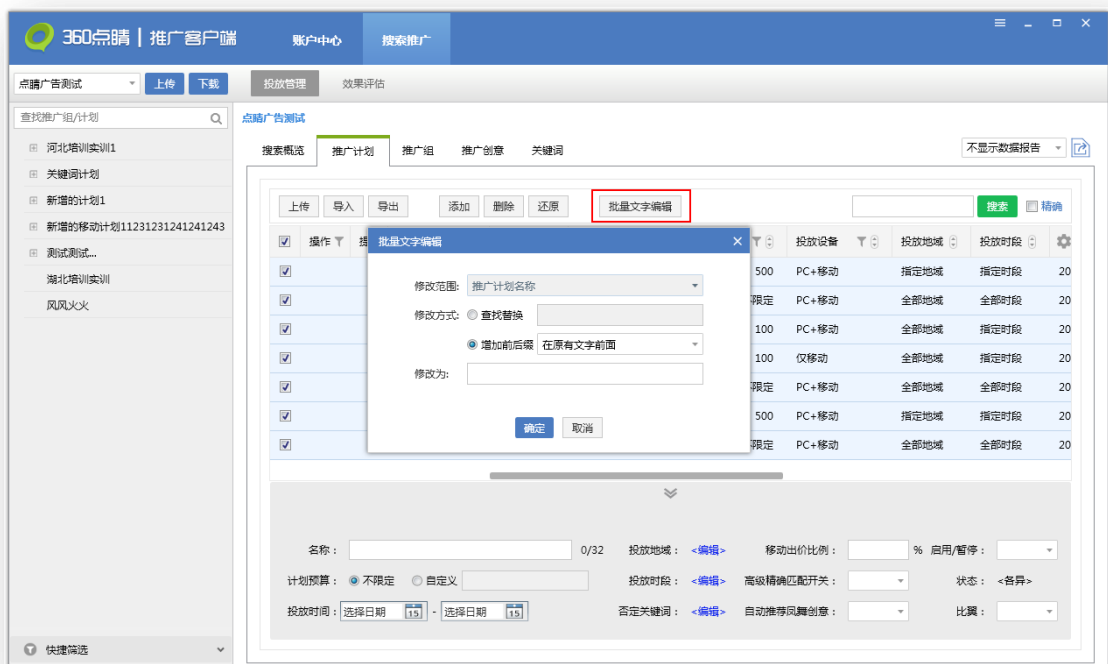 360点睛 | 推广客户端
账户中心
搜索推广
点睛广告测试
上传
下载
投放管理
效果评估
查找推广组/计划
点睛广告测试
河北培训实训1
关键词计划
新增的计划1
新增的移动计划11231231241241243
测试测试...
湖北培训实训
风风火火
快捷筛选
搜索概览
推广计划
推广组
推广创意
关键词
不显示数据报告
上传
导入
导出
添加
删除
还原
批量文字编辑
搜索
精确
操作
投放设备
投放地域
投放时段
500 PC+移动 指定地域 指定时段 20
限定 PC+移动 全部地域 全部时段 20
100 PC+移动 全部地域 指定时段 20
100 仅移动 全部地域 指定时段 20
限定 PC+移动 全部地域 全部时段 20
500 PC+移动 指定地域 指定时段 20
限定 PC+移动 全部地域 全部时段 20
批量文字编辑
修改范围: 推广计划名称
修改方式: 查找替换
增加前后缀 在原有文字前面
修改为:
确定
取消
名称： 0/32 投放地域： <编辑> 移动出价比例： % 启用/暂停：
计划预算： 不限定 自定义 投放时段： <编辑> 高级精确匹配开关： 状态： <各异>
投放时间： 选择日期 15 - 选择日期 15 否定关键词： <编辑> 自动推荐凤舞创意： 比翼：